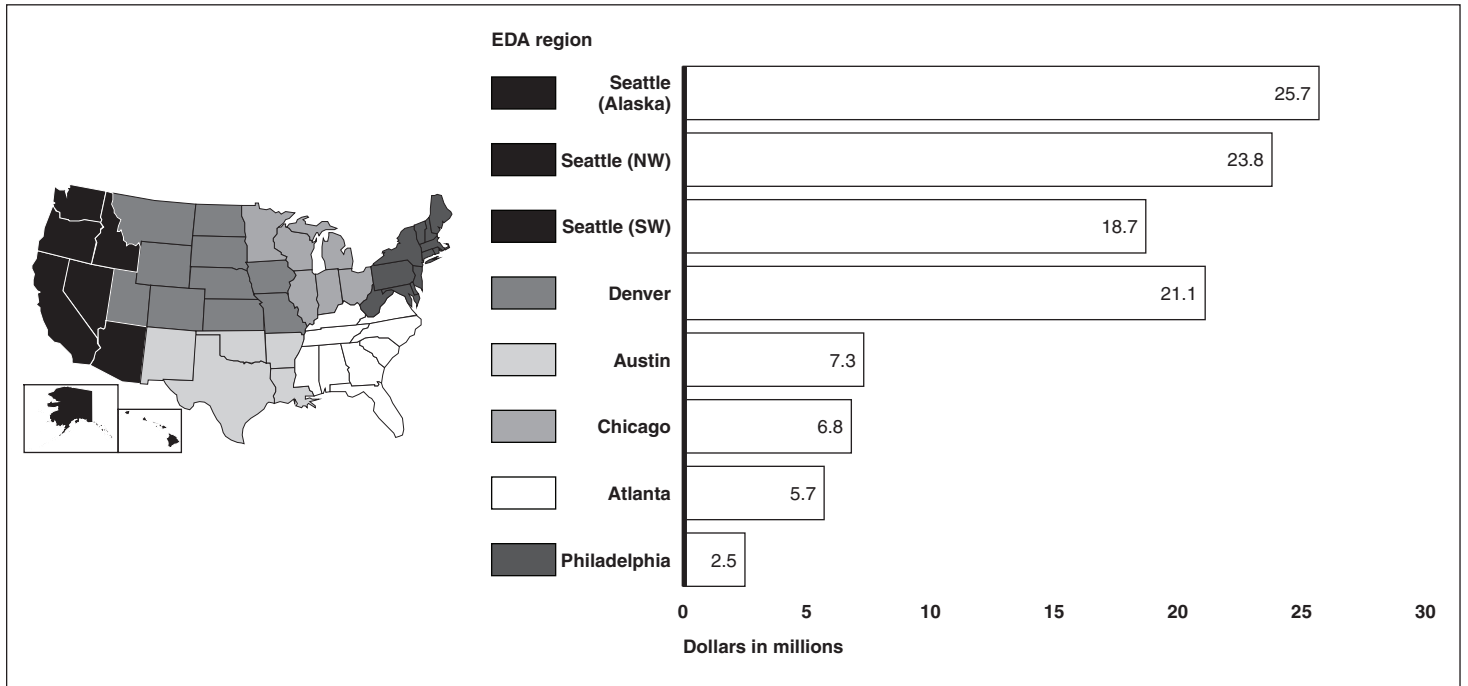 EDA region
Seattle
(Alaska)
25.7
Seattle (NW)
23.8
Seattle (SW)
18.7
Denver
21.1
Austin
7.3
Chicago
6.8
Atlanta
5.7
Philadelphia
2.5
0 5 10 15 20 25 30
Dollars in millions